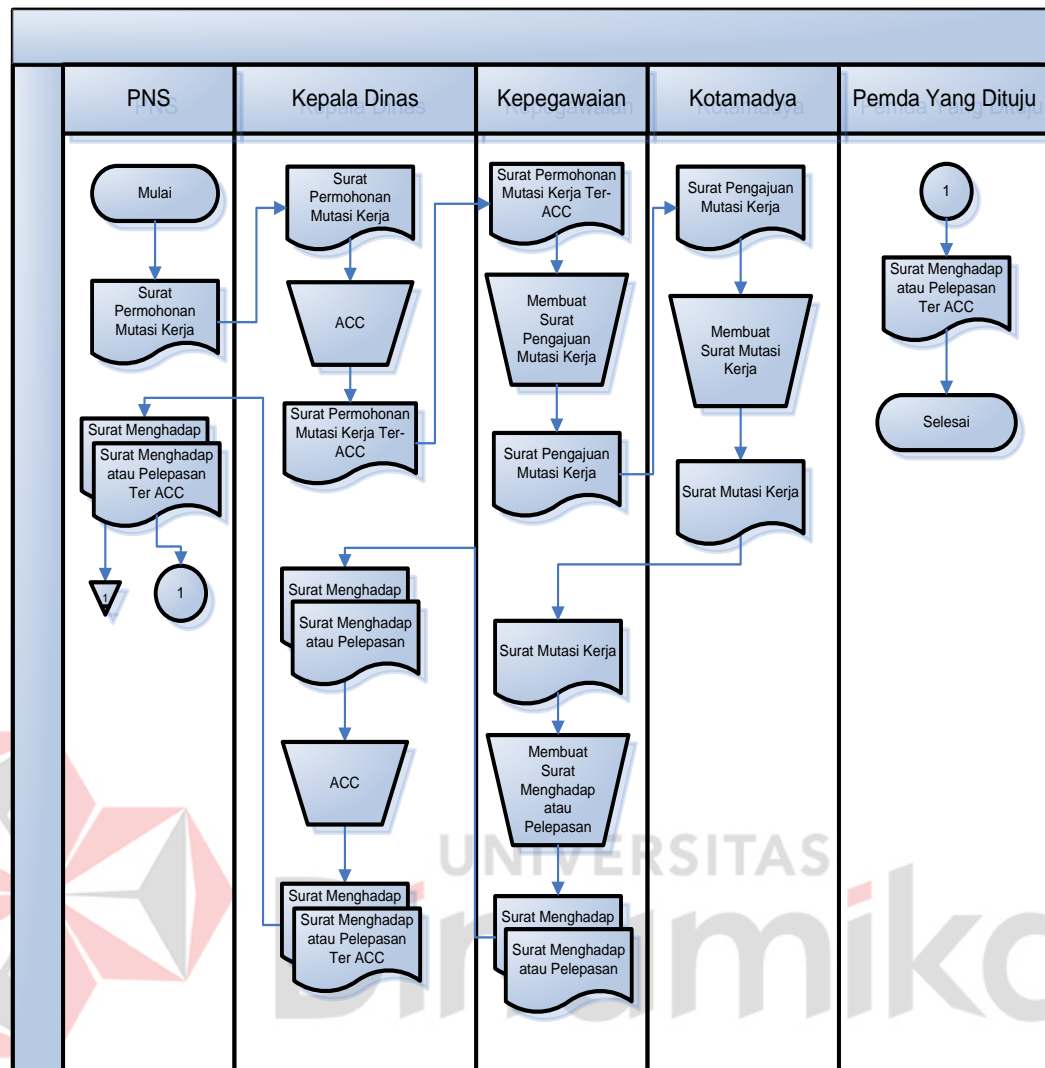 PNS
Kepala Dinas
Kepegawaian
Kotamadya
Pemda Yang Dituju
Mulai
Surat
Permohonan
Mutasi Kerja
Surat Menghadap
Surat Menghadap
atau Pelepasan
Ter ACC
1
1
Surat
Permohonan
Mutasi Kerja
ACC
Surat Permohonan
Mutasi Kerja Ter-
ACC
Surat Menghadap
Surat Menghadap
atau Pelepasan
ACC
Surat Menghadap
Surat Menghadap
atau Pelepasan
Ter ACC
Surat Permohonan
Mutasi Kerja Ter-
ACC
Membuat
Surat
Pengajuan
Mutasi Kerja
Surat Pengajuan
Mutasi Kerja
Surat Mutasi Kerja
Membuat
Surat
Menghadap
atau
Pelepasan
Surat Menghadap
Surat Menghadap
atau Pelepasan
Surat Pengajuan
Mutasi Kerja
Membuat
Surat Mutasi
Kerja
Surat Mutasi Kerja
1
Surat Menghadap
atau Pelepasan
Ter ACC
Selesai
UNIVERSITAS
Dinamika